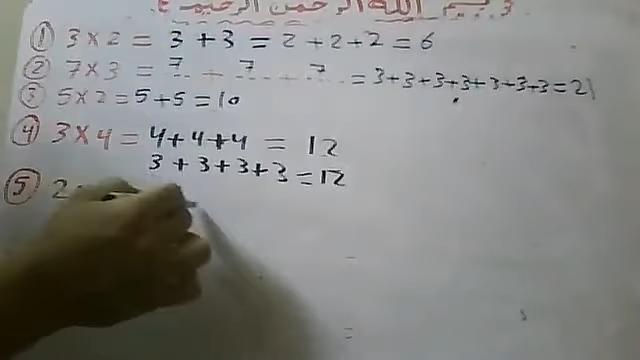 بسم الله الرحمن الرحيم
① 3 × 2 = 3 + 3 = 2 + 2 + 2 = 6
② 7 × 3 = 7 + 7 + 7 = 3+3+3+3+3+3+3=21
③ 5 × 2 = 5 + 5 = 10
④ 3 × 4 = 4+4+4 = 12
3 + 3 + 3 + 3 = 12
⑤ 2